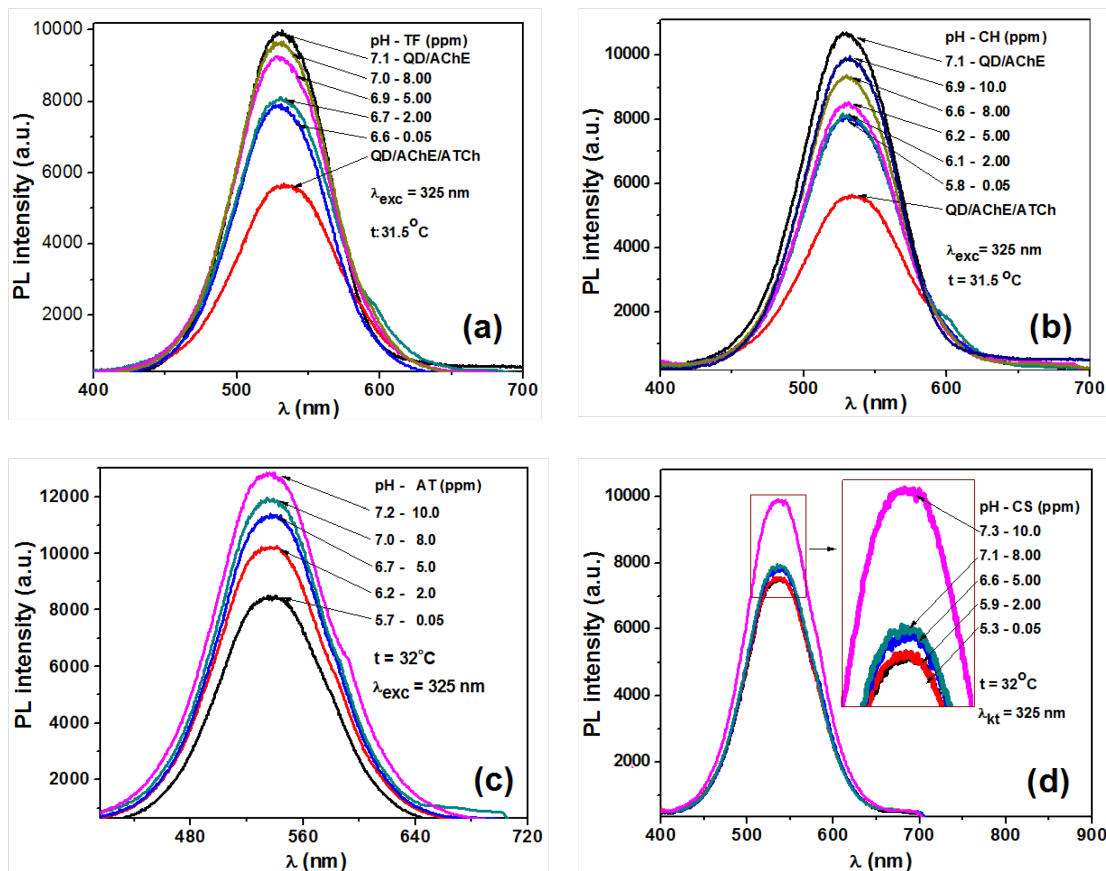 PL intensity (a.u.)
10000
8000
6000
4000
2000
400
500
600
700
λ (nm)
pH - TF (ppm)
7.1 - QD/AChE
7.0 - 8.00
6.9 - 5.00
6.7 - 2.00
6.6 - 0.05
QD/AChE/ATCh
λexc = 325 nm
t: 31.5°C
(a)
PL intensity (a.u.)
10000
8000
6000
4000
2000
400
500
600
700
λ (nm)
pH - CH (ppm)
7.1 - QD/AChE
6.9 - 10.0
6.6 - 8.00
6.2 - 5.00
6.1 - 2.00
5.8 - 0.05
QD/AChE/ATCh
λexc = 325 nm
t = 31.5 °C
(b)
PL intensity (a.u.)
12000
10000
8000
6000
4000
2000
480
560
640
720
λ (nm)
pH - AT (ppm)
7.2 - 10.0
7.0 - 8.0
6.7 - 5.0
6.2 - 2.0
5.7 - 0.05
t = 32°C
λexc = 325 nm
(c)
PL intensity (a.u.)
10000
8000
6000
4000
2000
400
500
600
700
800
900
λ (nm)
pH - CS (ppm)
7.3 - 10.0
7.1 - 8.00
6.6 - 5.00
5.9 - 2.00
5.3 - 0.05
t = 32°C
λkt = 325 nm
(d)